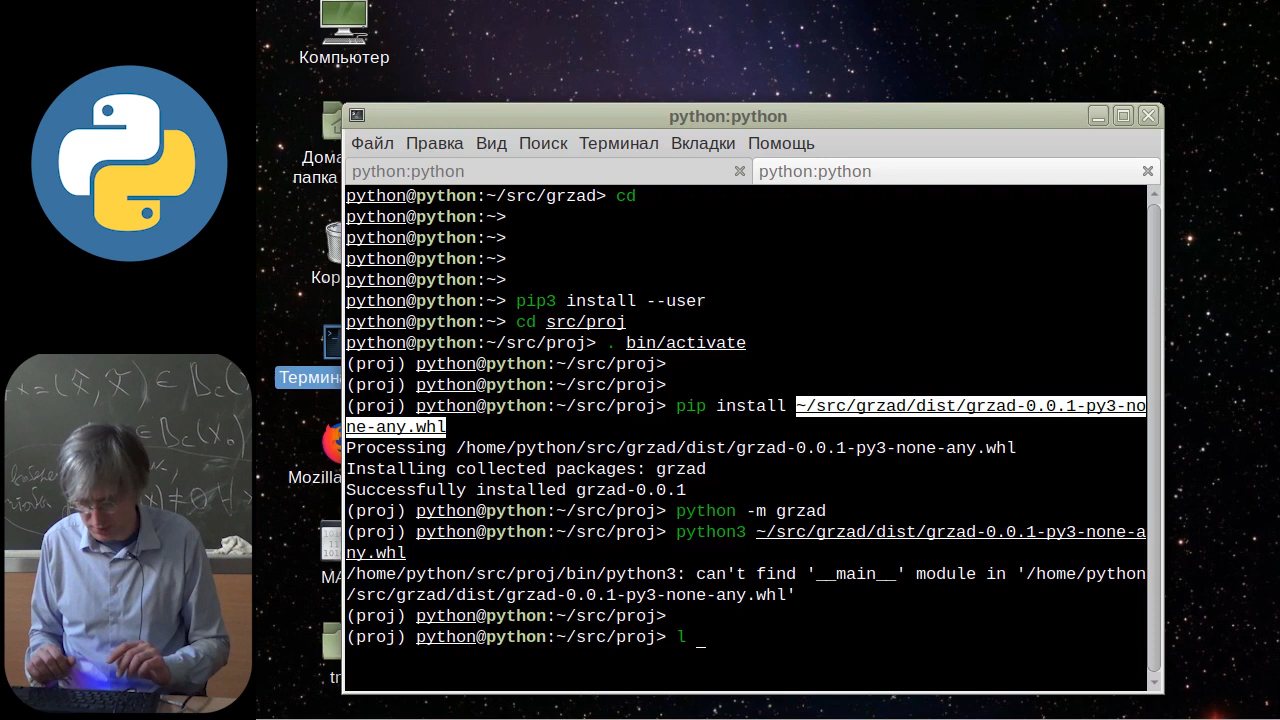 Компьютер
Дома
папка
Кор
Термина
Mozilla
MA
tr
python:python
Файл Правка Вид Поиск Терминал Вкладки Помощь
python:python
python:python
python@python:~/src/grzad> cd
python@python:~>
python@python:~>
python@python:~>
python@python:~>
python@python:~> pip3 install --user
python@python:~> cd src/proj
python@python:~/src/proj> . bin/activate
(proj) python@python:~/src/proj>
(proj) python@python:~/src/proj>
(proj) python@python:~/src/proj> pip install ~/src/grzad/dist/grzad-0.0.1-py3-no
ne-any.whl
Processing /home/python/src/grzad/dist/grzad-0.0.1-py3-none-any.whl
Installing collected packages: grzad
Successfully installed grzad-0.0.1
(proj) python@python:~/src/proj> python -m grzad
(proj) python@python:~/src/proj> python3 ~/src/grzad/dist/grzad-0.0.1-py3-none-a
ny.whl
/home/python/src/proj/bin/python3: can't find '__main__' module in '/home/python
/src/grzad/dist/grzad-0.0.1-py3-none-any.whl'
(proj) python@python:~/src/proj>
(proj) python@python:~/src/proj> l _